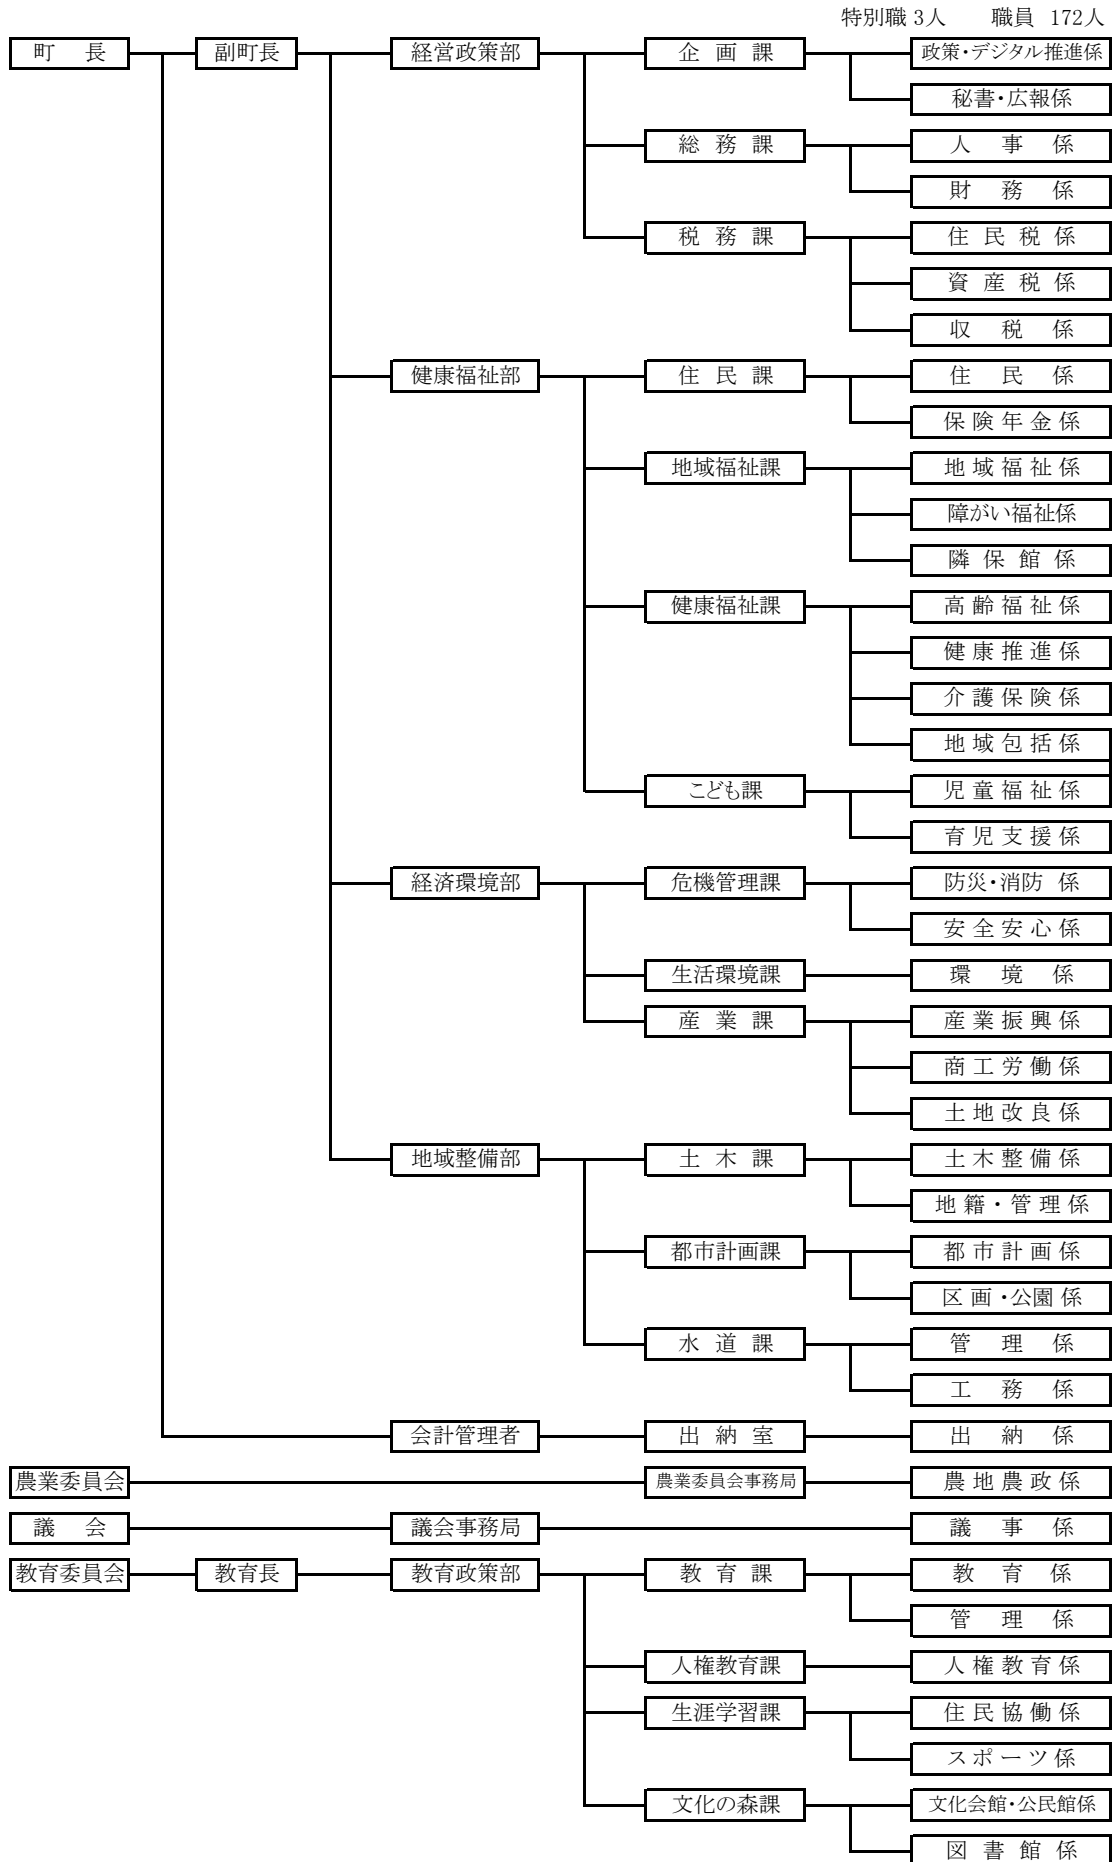 特別職 3人 職員 172人
町 長 副町長 経営政策部 企 画 課 政策・デジタル推進係
秘書・広報係
総 務 課 人 事 係
財 務 係
税 務 課 住 民 税 係
資 産 税 係
収 税 係
健康福祉部 住 民 課 住 民 係
保 険 年 金 係
地域福祉課 地 域 福 祉 係
障がい福祉係
隣 保 館 係
健康福祉課 高 齢 福 祉 係
健 康 推 進 係
介 護 保 険 係
地 域 包 括 係
こども課 児 童 福 祉 係
育 児 支 援 係
経済環境部 危機管理課 防災・消防 係
安 全 安 心 係
生活環境課 環 境 係
産 業 課 産 業 振 興 係
商 工 労 働 係
土 地 改 良 係
地域整備部 土 木 課 土 木 整 備 係
地 籍 ・ 管 理 係
都市計画課 都 市 計 画 係
区 画 ・公園 係
水 道 課 管 理 係
工 務 係
会計管理者 出 納 室 出 納 係
農業委員会 農業委員会事務局 農 地 農 政 係
議 会 議会事務局 議 事 係
教育委員会 教育長 教育政策部 教 育 課 教 育 係
管 理 係
人権教育課 人 権 教 育 係
生涯学習課 住 民 協 働 係
ス ポ ー ツ 係
文化の森課 文化会館・公民館係
図 書 館 係